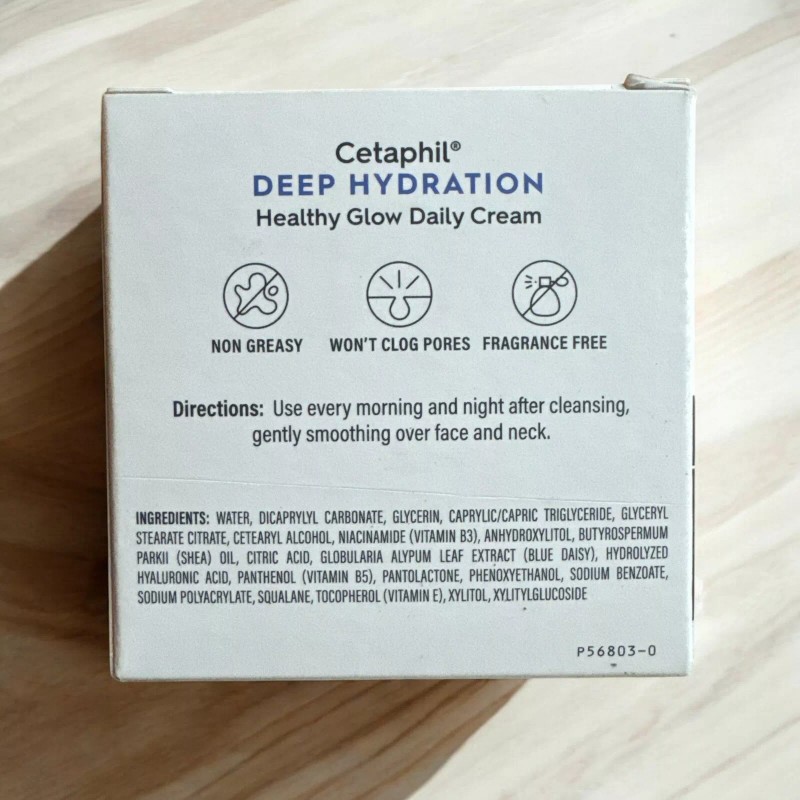 Cetaphil®
DEEP HYDRATION
Healthy Glow Daily Cream
NON GREASY
WON'T CLOG PORES
FRAGRANCE FREE
Directions: Use every morning and night after cleansing,
gently smoothing over face and neck.
INGREDIENTS: WATER, DICAPRYLYL CARBONATE, GLYCERIN, CAPRYLIC/CAPRIC TRIGLYCERIDE, GLYCERYL
STEARATE CITRATE, CETEARYL ALCOHOL, NIACINAMIDE (VITAMIN B3), ANHYDROXYLITOL, BUTYROSPERMUM
PARKII (SHEA) OIL, CITRIC ACID, GLOBULARIA ALYPUM LEAF EXTRACT (BLUE DAISY), HYDROLYZED
HYALURONIC ACID, PANTHENOL (VITAMIN B5), PANTOLACTONE, PHENOXYETHANOL, SODIUM BENZOATE,
SODIUM POLYACRYLATE, SQUALANE, TOCOPHEROL (VITAMIN E), XYLITOL, XYLITYLGLUCOSIDE
P56803-0